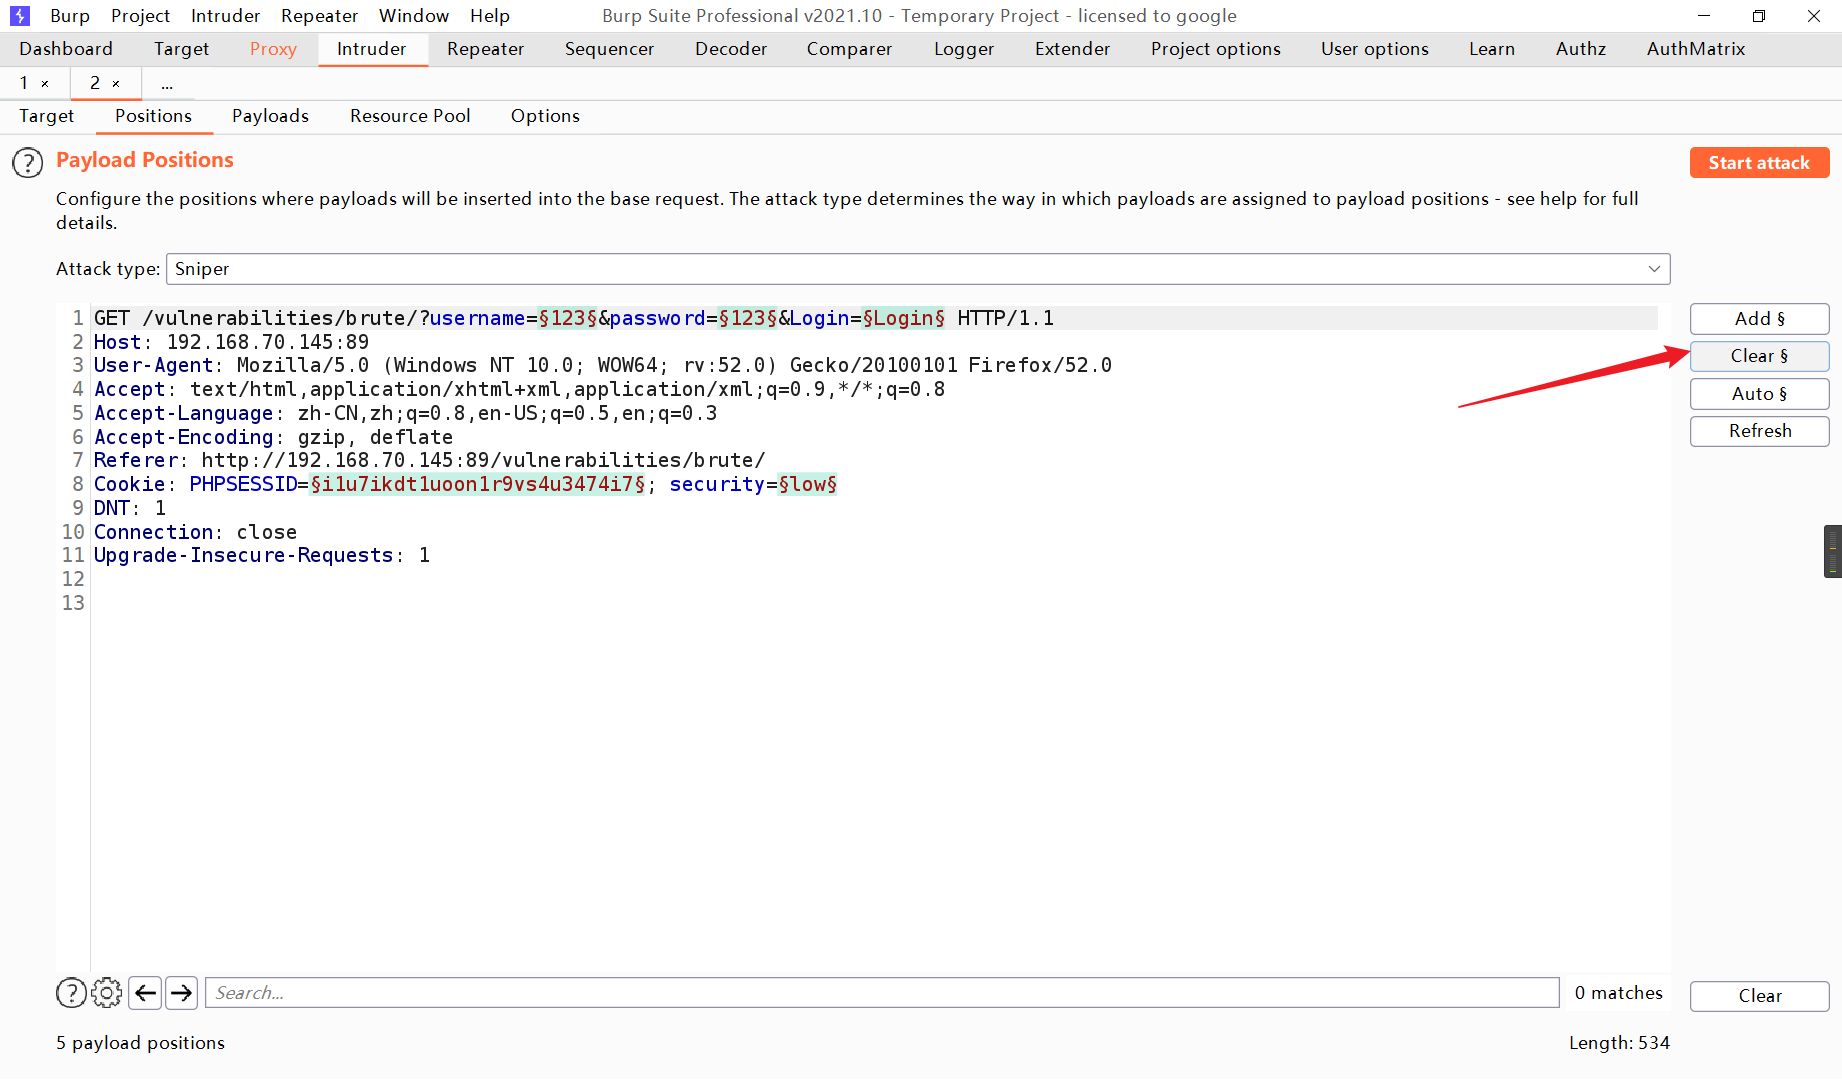 Burp Project Intruder Repeater Window Help Burp Suite Professional v2021.10 - Temporary Project - licensed to google
Dashboard Target Proxy Intruder Repeater Sequencer Decoder Comparer Logger Extender Project options User options Learn Authz AuthMatrix
1 × 2 × ...
Target Positions Payloads Resource Pool Options
? Payload Positions
Start attack
Configure the positions where payloads will be inserted into the base request. The attack type determines the way in which payloads are assigned to payload positions - see help for full
details.
Attack type: Sniper
1 GET /vulnerabilities/brute/?username=§123§&password=§123§&Login=§Login§ HTTP/1.1
2 Host: 192.168.70.145:89
3 User-Agent: Mozilla/5.0 (Windows NT 10.0; WOW64; rv:52.0) Gecko/20100101 Firefox/52.0
4 Accept: text/html,application/xhtml+xml,application/xml;q=0.9,*/*;q=0.8
5 Accept-Language: zh-CN,zh;q=0.8,en-US;q=0.5,en;q=0.3
6 Accept-Encoding: gzip, deflate
7 Referer: http://192.168.70.145:89/vulnerabilities/brute/
8 Cookie: PHPSESSID=§i1u7ikdt1uoon1r9vs4u3474i7§; security=§low§
9 DNT: 1
10 Connection: close
11 Upgrade-Insecure-Requests: 1
12
13
Add §
Clear §
Auto §
Refresh
? Search... 0 matches Clear
5 payload positions Length: 534